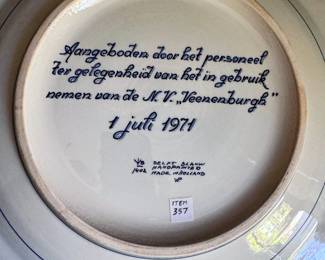 Aangeboden door het personeel
ter gelegenheid van het in gebruik
nemen van de N.V. „Veenenburgh"
1 juli 1971
DELFT BLAUW
HANDPAINTED
MADE IN HOLLAND
ITEM
357